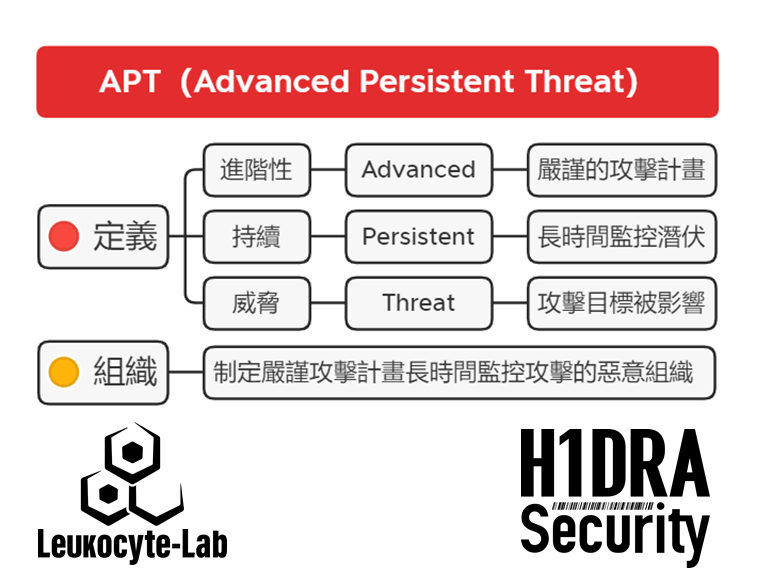 APT（Advanced Persistent Threat）
進階性 Advanced 嚴謹的攻擊計畫
定義 持續 Persistent 長時間監控潛伏
威脅 Threat 攻擊目標被影響
組織 制定嚴謹攻擊計畫長時間監控攻擊的惡意組織
Leukocyte-Lab
H1DRA
Security